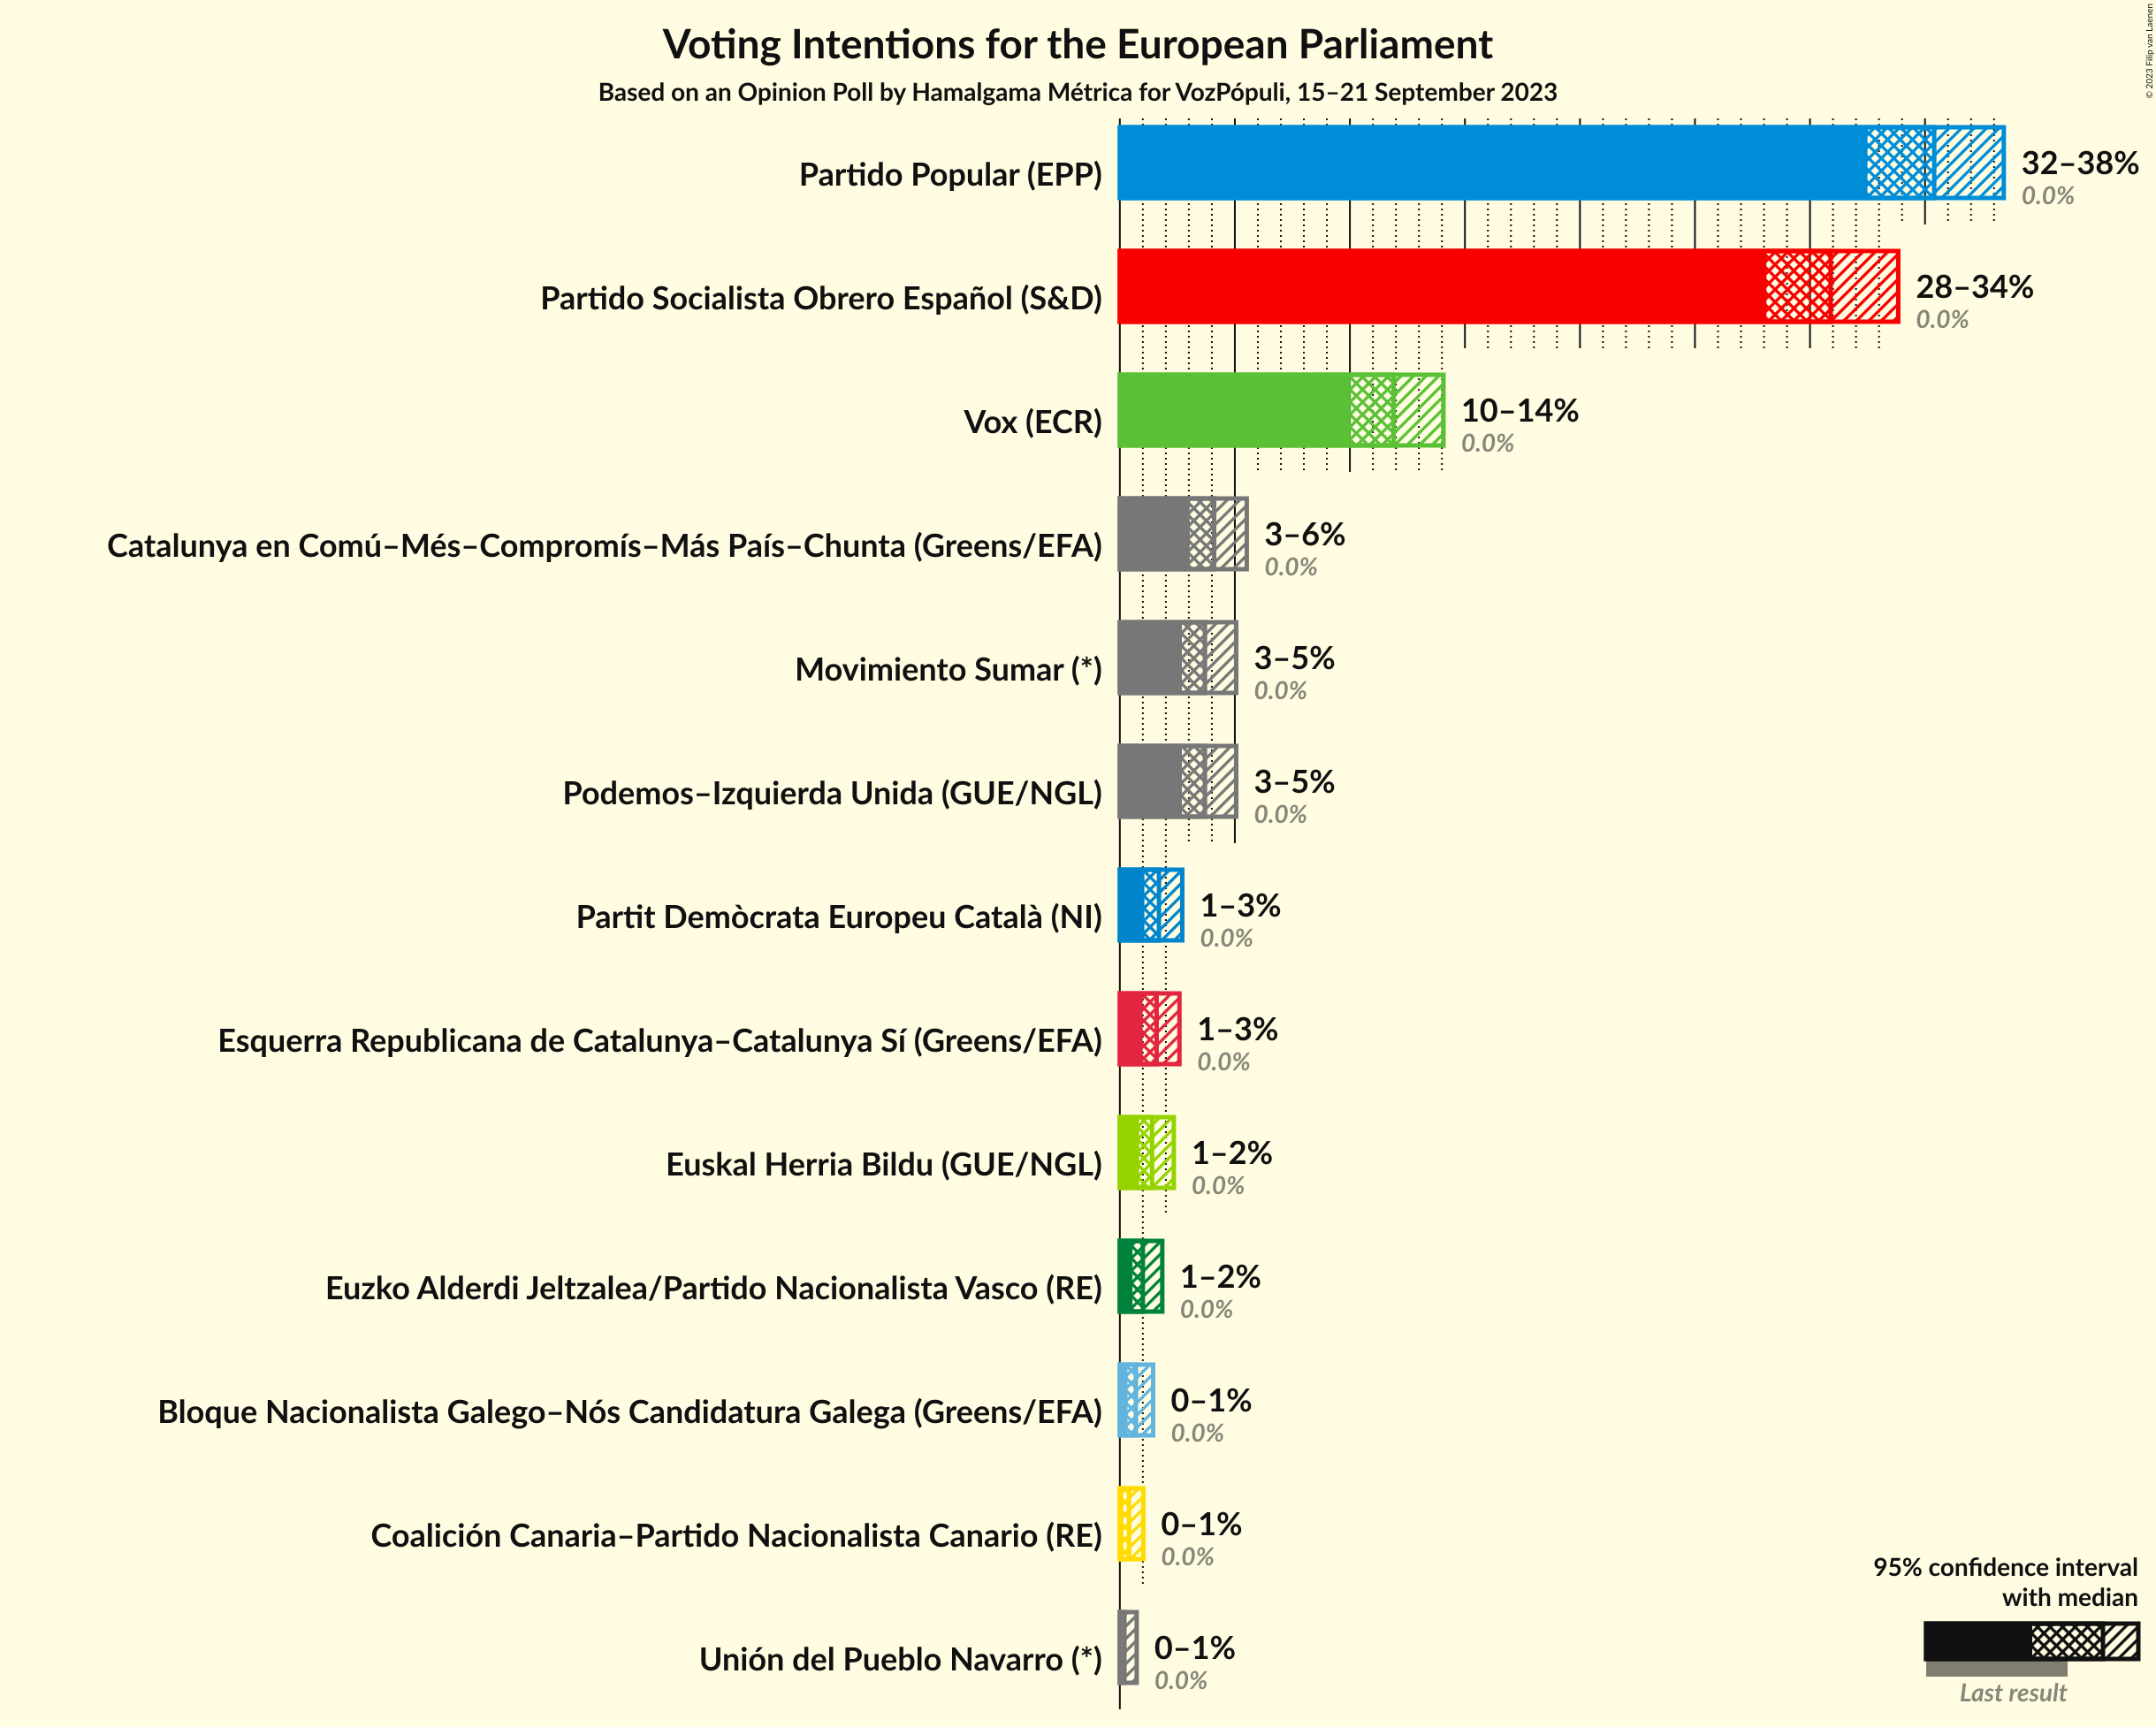 Voting Intentions for the European Parliament
Based on an Opinion Poll by Hamalgama Métrica for VozPópuli, 15–21 September 2023
© 2023 Filip van Laenen
Partido Popular (EPP)
32–38%
0.0%
Partido Socialista Obrero Español (S&D)
28–34%
0.0%
Vox (ECR)
10–14%
0.0%
Catalunya en Comú–Més–Compromís–Más País–Chunta (Greens/EFA)
3–6%
0.0%
Movimiento Sumar (*)
3–5%
0.0%
Podemos–Izquierda Unida (GUE/NGL)
3–5%
0.0%
Partit Demòcrata Europeu Català (NI)
1–3%
0.0%
Esquerra Republicana de Catalunya–Catalunya Sí (Greens/EFA)
1–3%
0.0%
Euskal Herria Bildu (GUE/NGL)
1–2%
0.0%
Euzko Alderdi Jeltzalea/Partido Nacionalista Vasco (RE)
1–2%
0.0%
Bloque Nacionalista Galego–Nós Candidatura Galega (Greens/EFA)
0–1%
0.0%
Coalición Canaria–Partido Nacionalista Canario (RE)
0–1%
0.0%
Unión del Pueblo Navarro (*)
0–1%
0.0%
95% confidence interval
with median
Last result